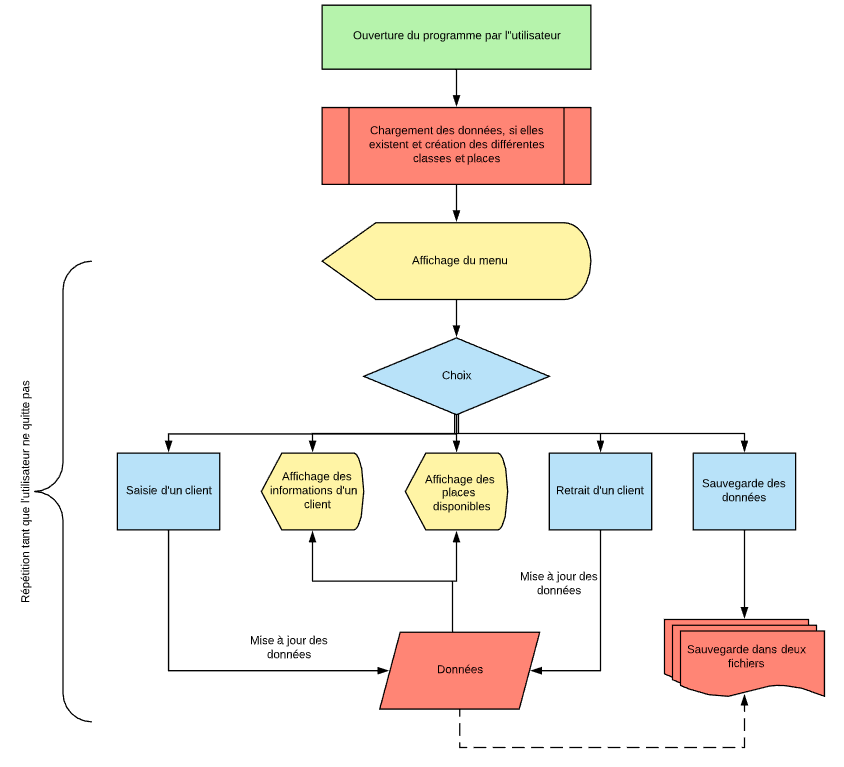 Ouverture du programme par l"utilisateur
Chargement des données, si elles
existent et création des différentes
classes et places
Affichage du menu
Choix
Répétition tant que l'utilisateur ne quitte pas
Saisie d'un client
Affichage des
informations d'un
client
Affichage des
places
disponibles
Retrait d'un client
Sauvegarde des
données
Mise à jour des
données
Mise à jour des
données
Données
Sauvegarde dans deux
fichiers